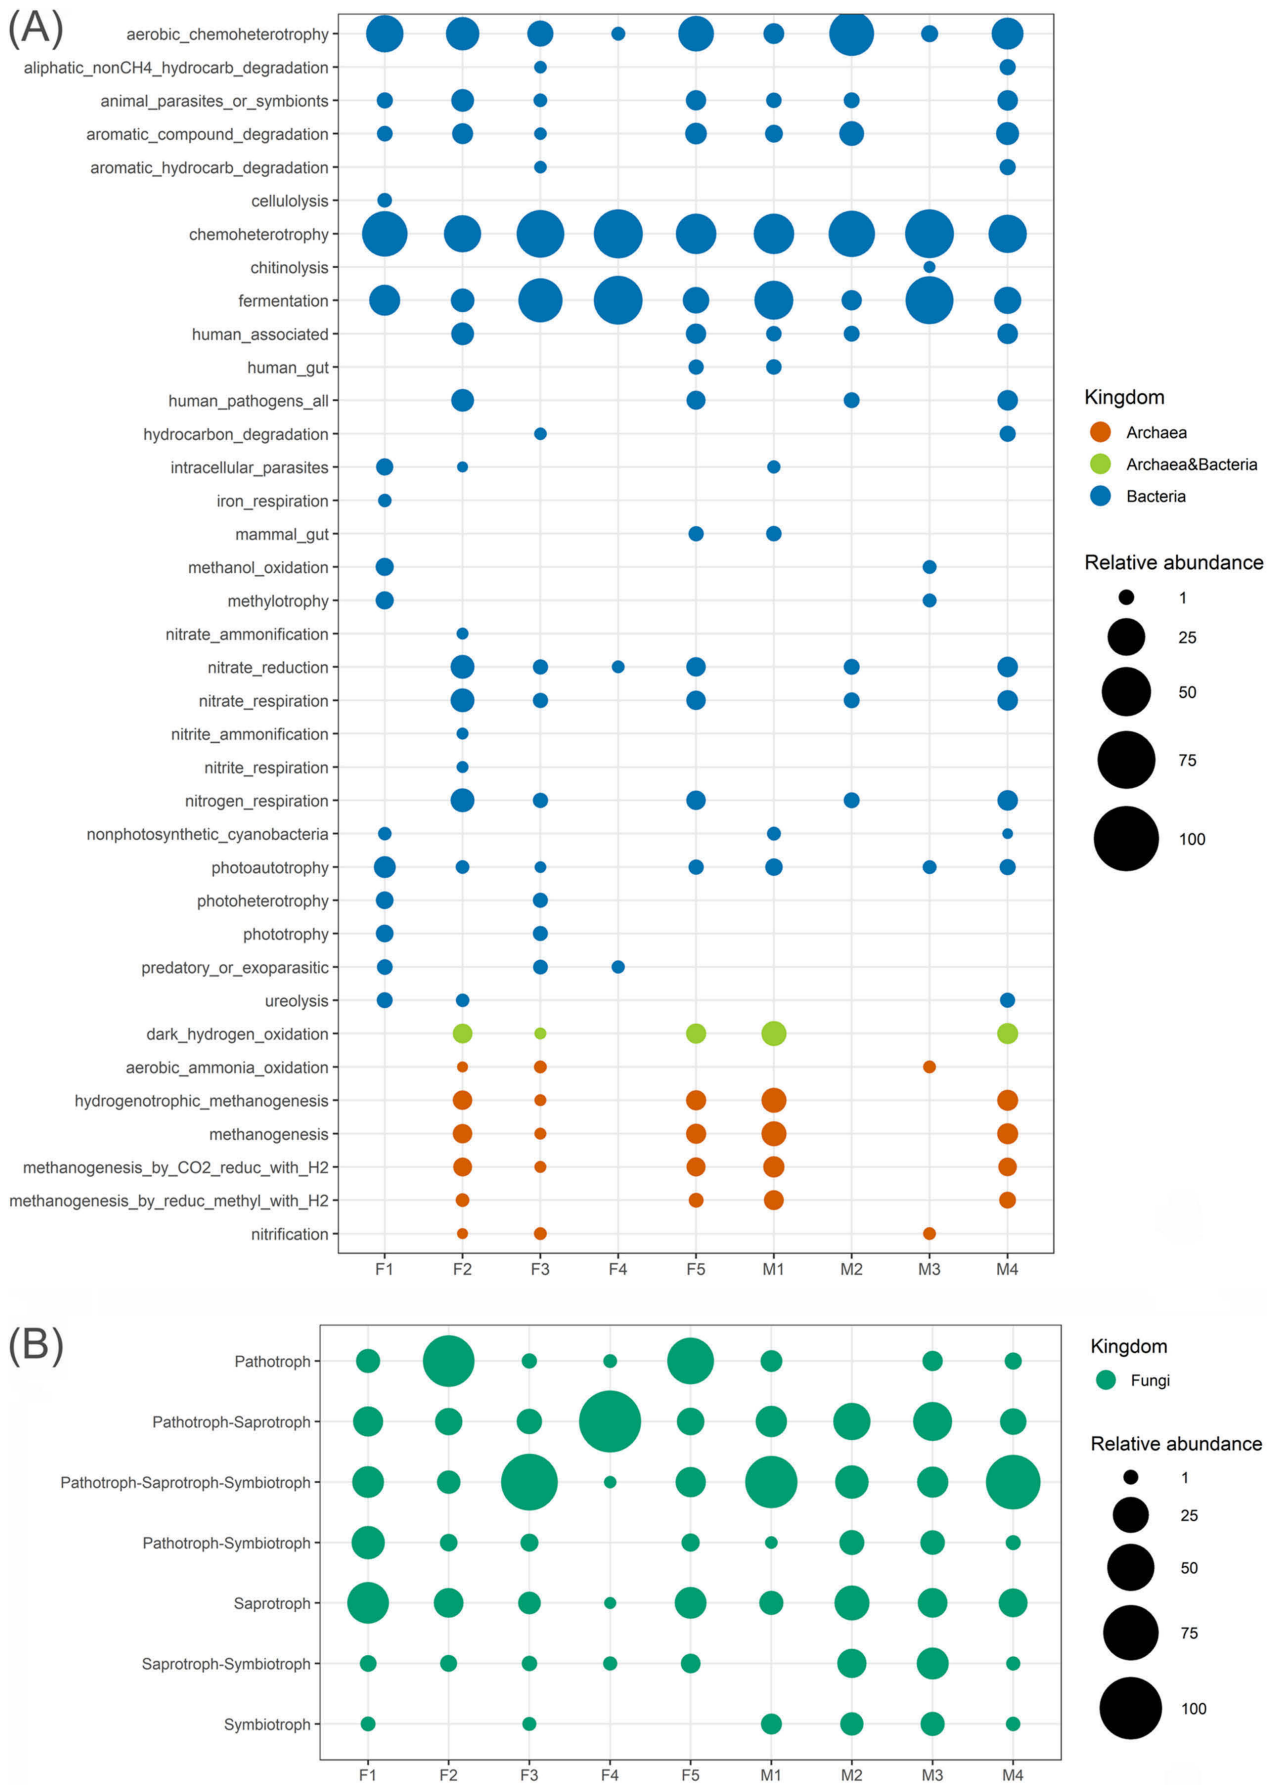 (A)
aerobic_chemoheterotrophy
aliphatic_nonCH4_hydrocarb_degradation
animal_parasites_or_symbionts
aromatic_compound_degradation
aromatic_hydrocarb_degradation
cellulolysis
chemoheterotrophy
chitinolysis
fermentation
human_associated
human_gut
human_pathogens_all
hydrocarbon_degradation
intracellular_parasites
iron_respiration
mammal_gut
methanol_oxidation
methylotrophy
nitrate_ammonification
nitrate_reduction
nitrate_respiration
nitrite_ammonification
nitrite_respiration
nitrogen_respiration
nonphotosynthetic_cyanobacteria
photoautotrophy
photoheterotrophy
phototrophy
predatory_or_exoparasitic
ureolysis
dark_hydrogen_oxidation
aerobic_ammonia_oxidation
hydrogenotrophic_methanogenesis
methanogenesis
methanogenesis_by_CO2_reduc_with_H2
methanogenesis_by_reduc_methyl_with_H2
nitrification
F1 F2 F3 F4 F5 M1 M2 M3 M4
Kingdom
Archaea
Archaea&Bacteria
Bacteria
Relative abundance
1
25
50
75
100
(B)
Pathotroph
Pathotroph-Saprotroph
Pathotroph-Saprotroph-Symbiotroph
Pathotroph-Symbiotroph
Saprotroph
Saprotroph-Symbiotroph
Symbiotroph
F1 F2 F3 F4 F5 M1 M2 M3 M4
Kingdom
Fungi
Relative abundance
1
25
50
75
100